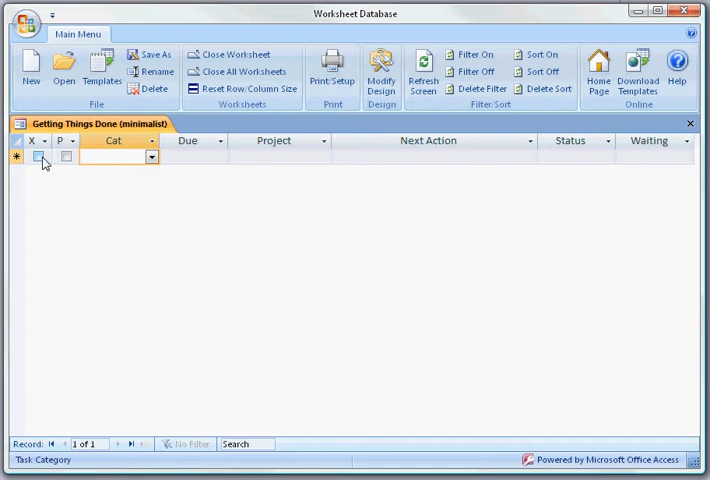 Worksheet Database
Main Menu
New
Open
Templates
Save As
Rename
Delete
File
Close Worksheet
Close All Worksheets
Reset Row/Column Size
Worksheets
Print/Setup
Print
Modify Design
Design
Refresh Screen
Filter On
Filter Off
Delete Filter
Sort On
Sort Off
Delete Sort
Filter/Sort
Home Page
Download Templates
Help
Online
Getting Things Done (minimalist)
X P Cat Due Project Next Action Status Waiting
Record: 1 of 1 No Filter Search
Task Category Powered by Microsoft Office Access